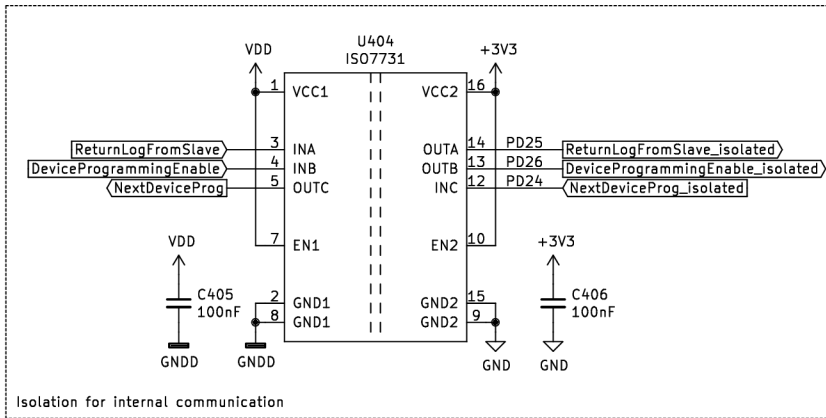 U404
ISO7731
VDD
+3V3
1 VCC1 VCC2 16
ReturnLogFromSlave 3 INA OUTA 14 PD25 ReturnLogFromSlave_isolated
DeviceProgrammingEnable 4 INB OUTB 13 PD26 DeviceProgrammingEnable_isolated
NextDeviceProg 5 OUTC INC 12 PD24 NextDeviceProg_isolated
7 EN1 EN2 10
VDD
+3V3
2 GND1 GND2 15
8 GND1 GND2 9
C405
100nF
C406
100nF
GNDD
GNDD
GND
GND
Isolation for internal communication